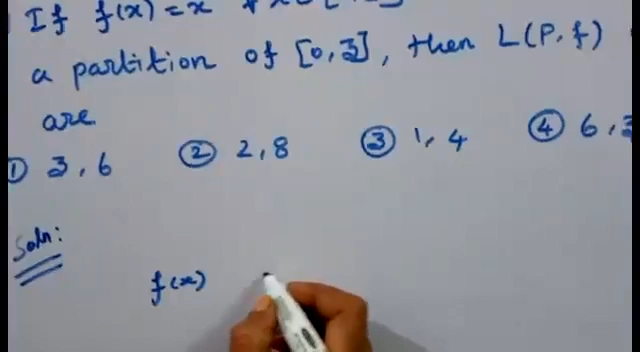 If f(x) = x
a partition of [0,3], then L(P,f)
are
① 3, 6 ② 2, 8 ③ 1, 4 ④ 6,
Soln:
f(x)